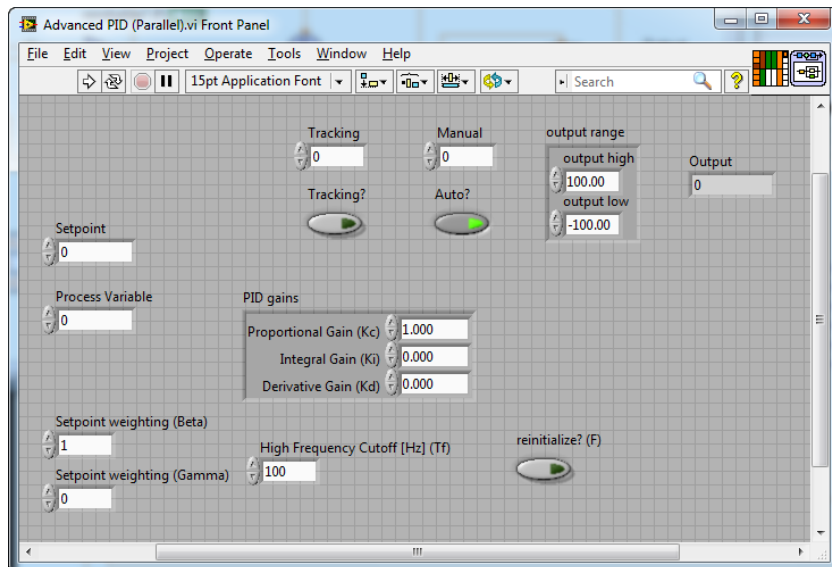 Advanced PID (Parallel).vi Front Panel
File Edit View Project Operate Tools Window Help
15pt Application Font Search ?
Tracking Manual output range
0 0 output high Output
100.00 0
Tracking? Auto? output low
-100.00
Setpoint
0
Process Variable PID gains
0
Proportional Gain (Kc) 1.000
Integral Gain (Ki) 0.000
Derivative Gain (Kd) 0.000
Setpoint weighting (Beta)
1
High Frequency Cutoff [Hz] (Tf) reinitialize? (F)
100
Setpoint weighting (Gamma)
0